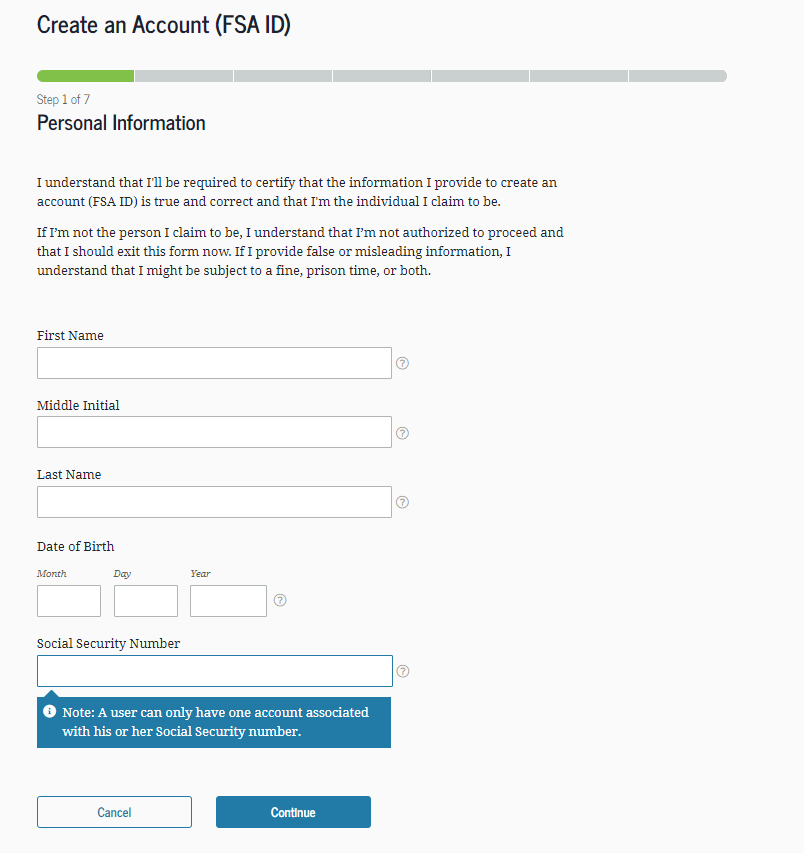 Create an Account (FSA ID)
Step 1 of 7
Personal Information
I understand that I'll be required to certify that the information I provide to create an
account (FSA ID) is true and correct and that I'm the individual I claim to be.
If I’m not the person I claim to be, I understand that I’m not authorized to proceed and
that I should exit this form now. If I provide false or misleading information, I
understand that I might be subject to a fine, prison time, or both.
First Name
?
Middle Initial
?
Last Name
?
Date of Birth
Month Day Year
?
Social Security Number
?
i Note: A user can only have one account associated
with his or her Social Security number.
Cancel Continue